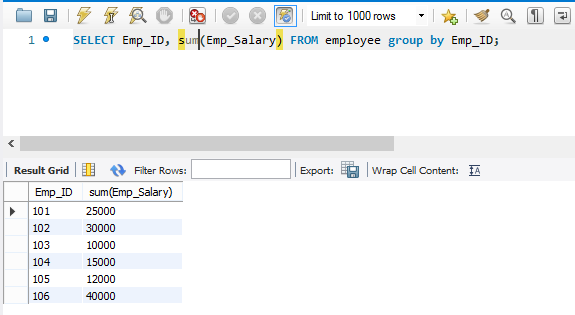 Limit to 1000 rows
1 SELECT Emp_ID, sum(Emp_Salary) FROM employee group by Emp_ID;
Result Grid Filter Rows: Export: Wrap Cell Content:
Emp_ID sum(Emp_Salary)
101 25000
102 30000
103 10000
104 15000
105 12000
106 40000